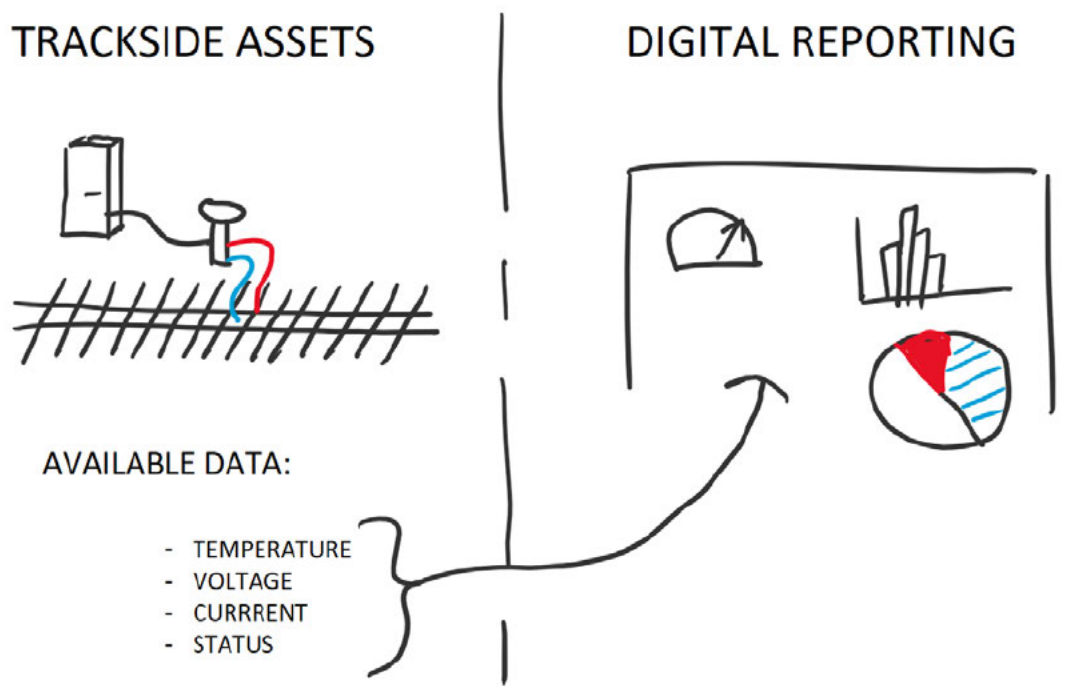 TRACKSIDE ASSETS
DIGITAL REPORTING
AVAILABLE DATA:
- TEMPERATURE
- VOLTAGE
- CURRRENT
- STATUS